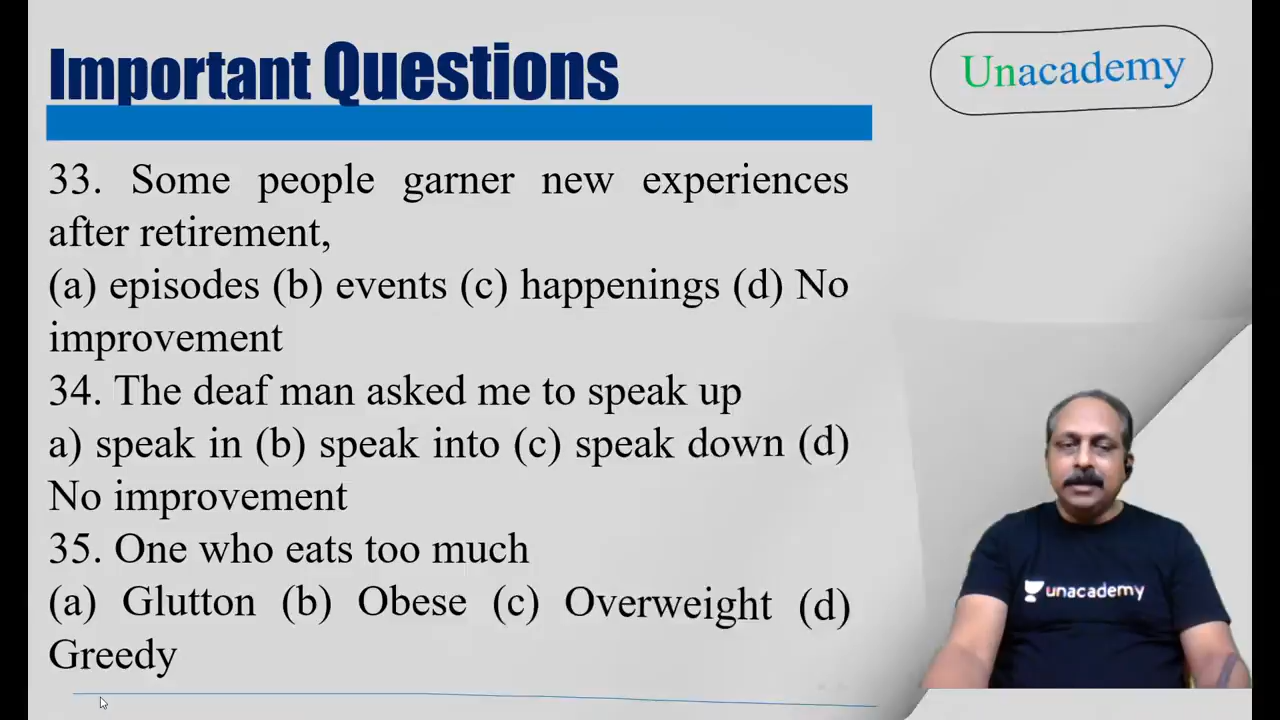 Important Questions
Unacademy
33. Some people garner new experiences
after retirement,
(a) episodes (b) events (c) happenings (d) No
improvement
34. The deaf man asked me to speak up
a) speak in (b) speak into (c) speak down (d)
No improvement
35. One who eats too much
(a) Glutton (b) Obese (c) Overweight (d)
Greedy
unacademy